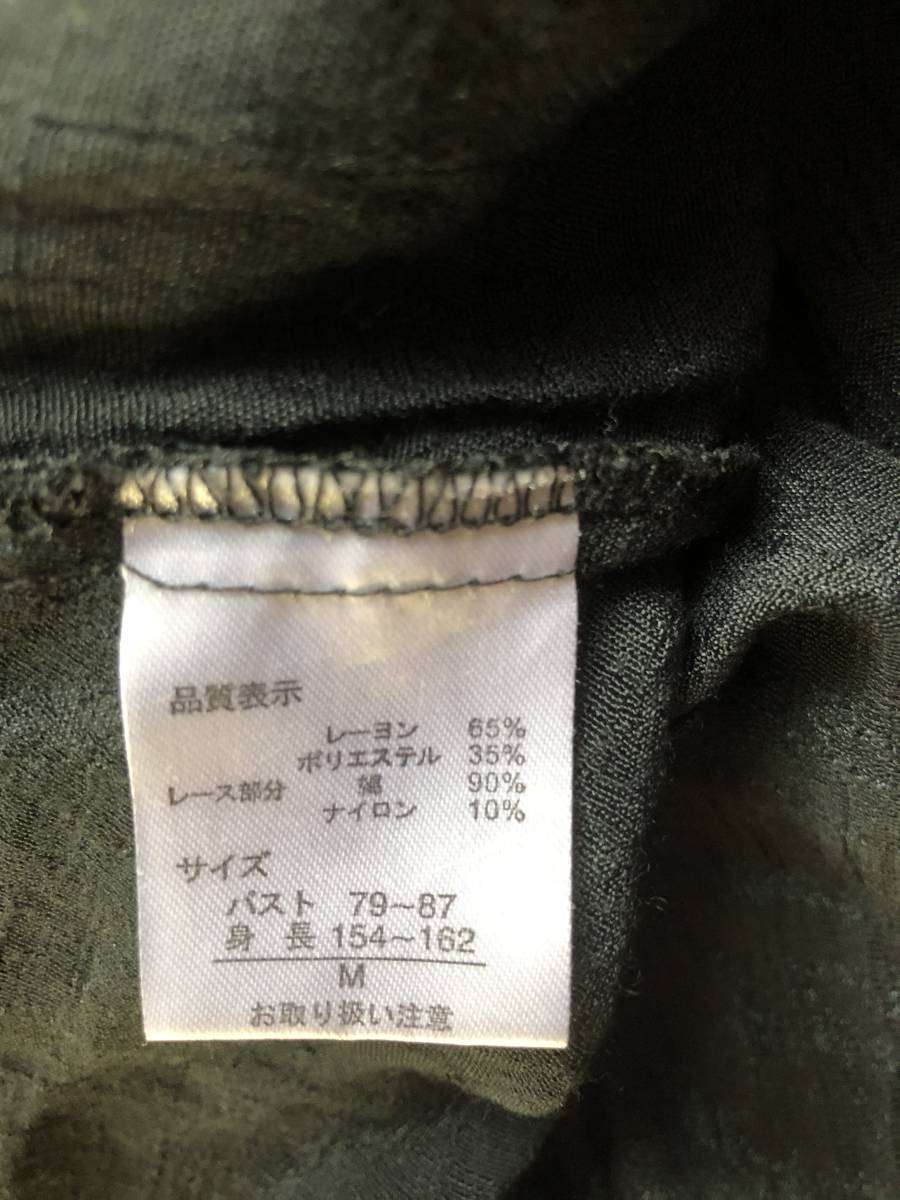 品質表示
レーヨン 65%
ポリエステル 35%
レース部分 綿 90%
ナイロン 10%
サイズ
バスト 79~87
身長 154~162
M
お取り扱い注意